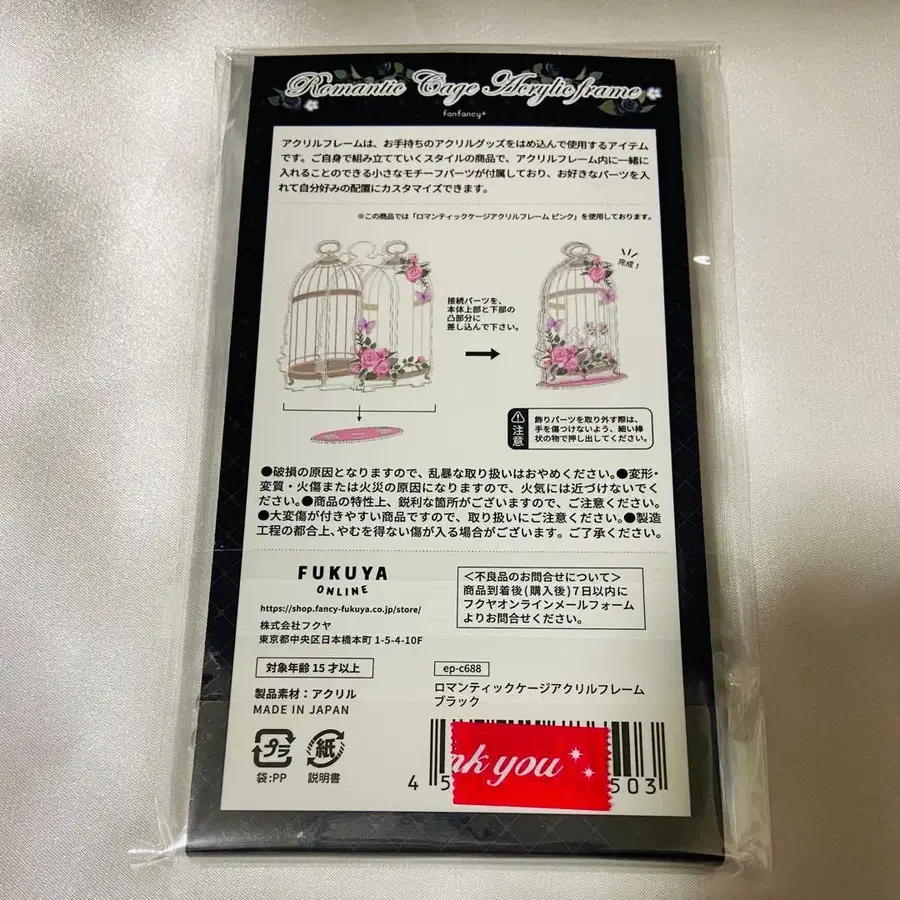 Romantic Cage Acrylic frame
fanfancy+
アクリルフレームは、お手持ちのアクリルグッズをはめ込んで使用するアイテム
です。ご自身で組み立てていくスタイルの商品で、アクリルフレーム内に一緒に
入れることのできる小さなモチーフパーツが付属しており、お好きなパーツを入
れて自分好みの配置にカスタマイズできます。
※この商品では「ロマンティックケージアクリルフレーム ピンク」を使用しております。
完成!
接続パーツを、
本体上部と下部の
凸部分に
差し込んで下さい。
注意
飾りパーツを取り外す際は、
手を傷つけないよう、細い棒
状の物で押し出してください。
●破損の原因となりますので、乱暴な取り扱いはおやめください。●変形・
変質・火傷または火災の原因になりますので、火気には近づけないでく
ださい。●商品の特性上、鋭利な箇所がございますので、ご注意ください。
●大変傷が付きやすい商品ですので、取り扱いにご注意ください。●製造
工程の都合上、やむを得ない傷が入る場合がございます。ご了承ください。
FUKUYA
ONLINE
https://shop.fancy-fukuya.co.jp/store/
株式会社フクヤ
東京都中央区日本橋本町 1-5-4-10F
<不良品のお問合せについて>
商品到着後(購入後)7日以内に
フクヤオンラインメールフォーム
よりお問合せください。
対象年齢 15 才以上
製品素材:アクリル
MADE IN JAPAN
ep-c688
ロマンティックケージアクリルフレーム
ブラック
プラ
袋:PP
紙
説明書
4 5
nk you
503